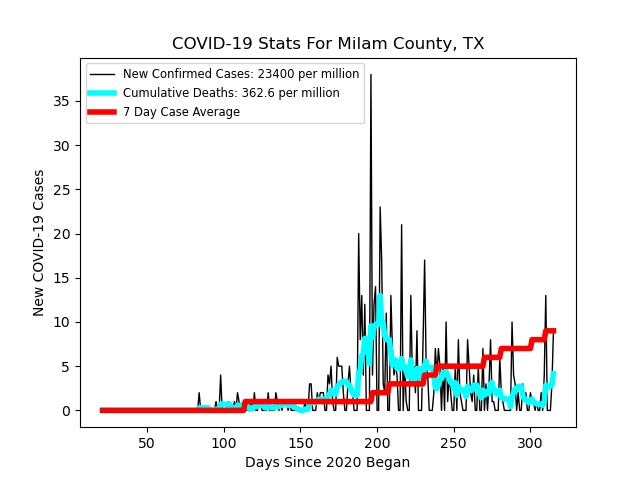 COVID-19 Stats For Milam County, TX
New Confirmed Cases: 23400 per million
Cumulative Deaths: 362.6 per million
7 Day Case Average
New COVID-19 Cases
35
30
25
20
15
10
5
0
50 100 150 200 250 300
Days Since 2020 Began